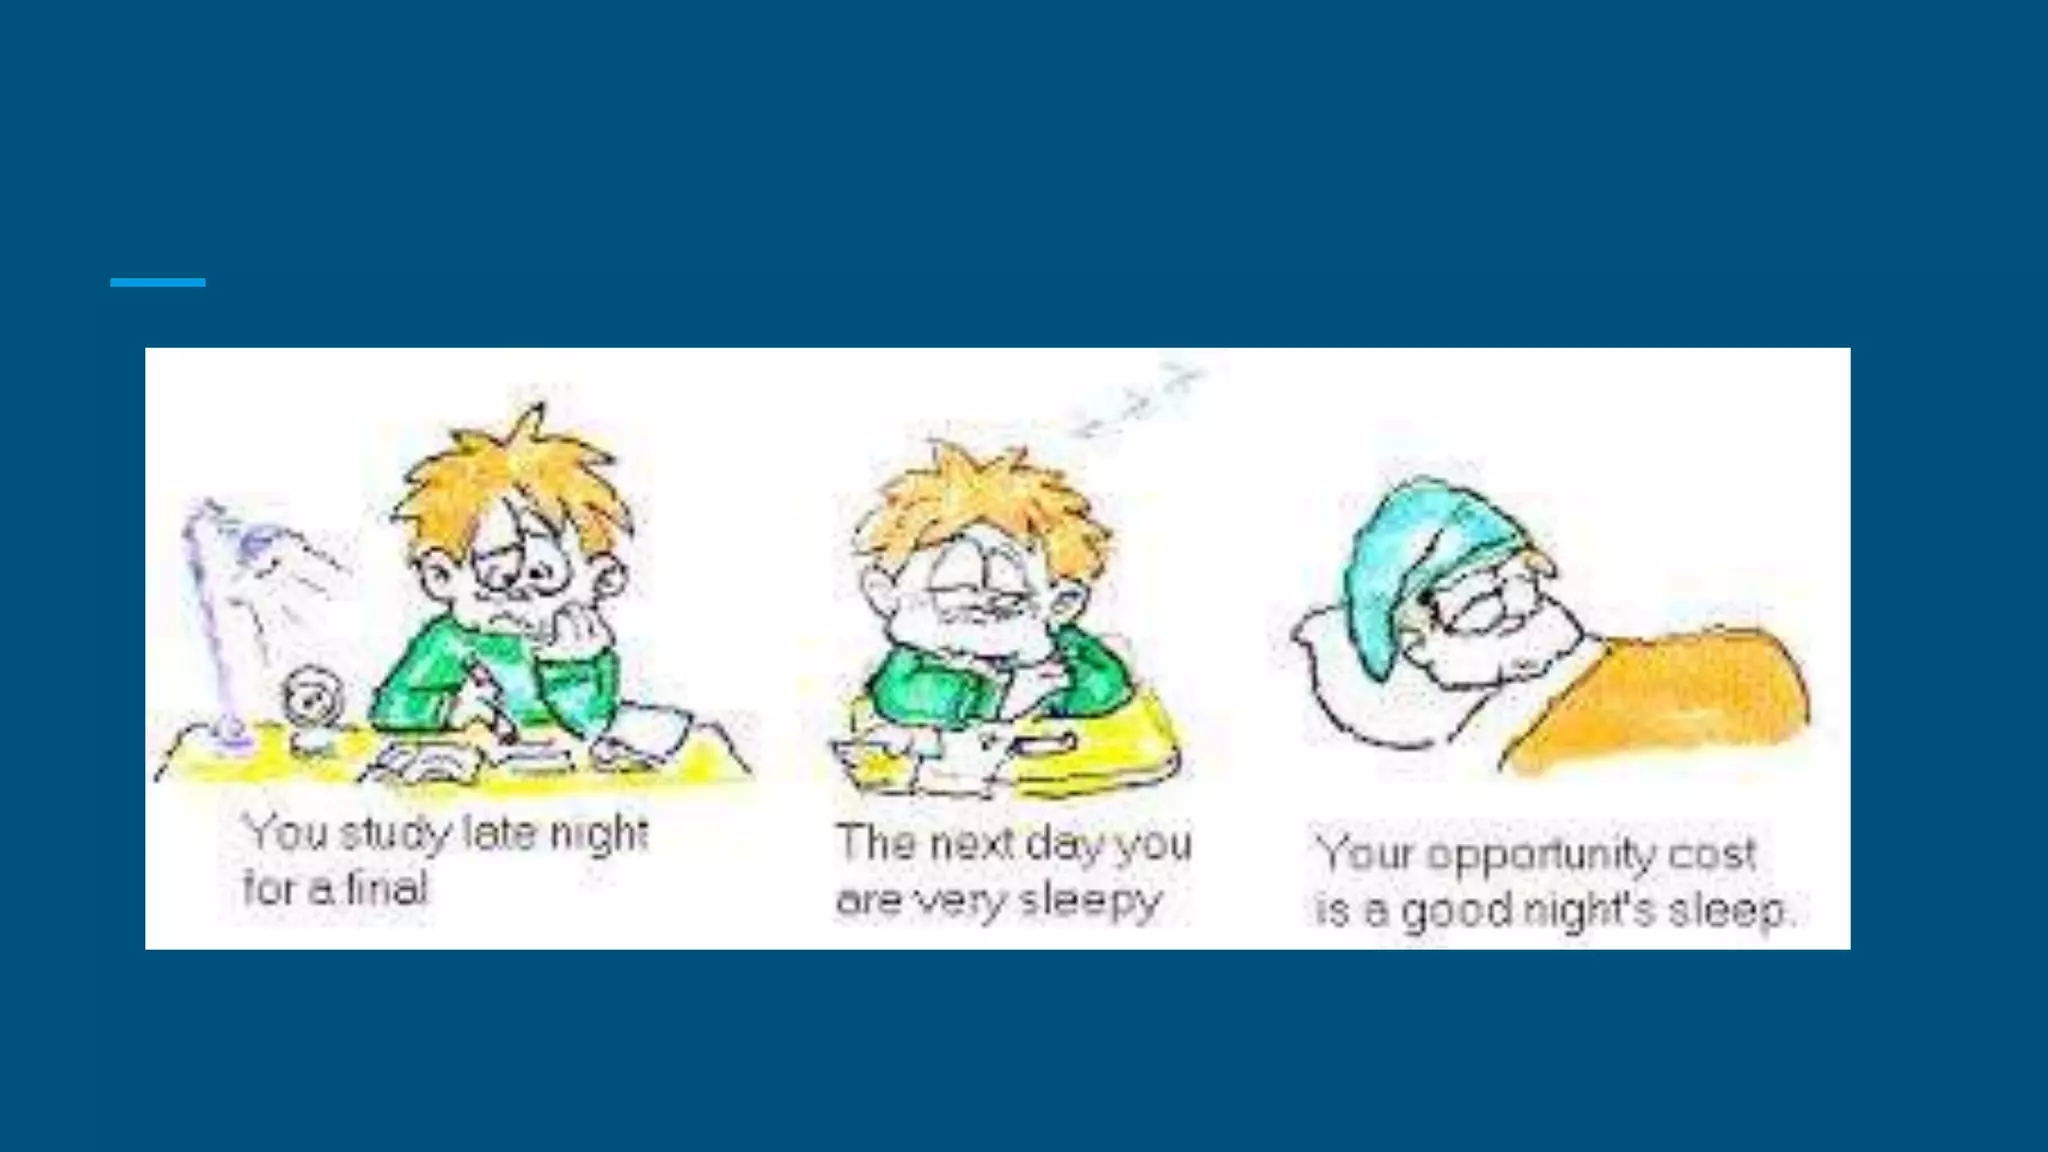 You study late night
for a final
The next day you
are very sleepy
Your opportunity cost
is a good night's sleep.